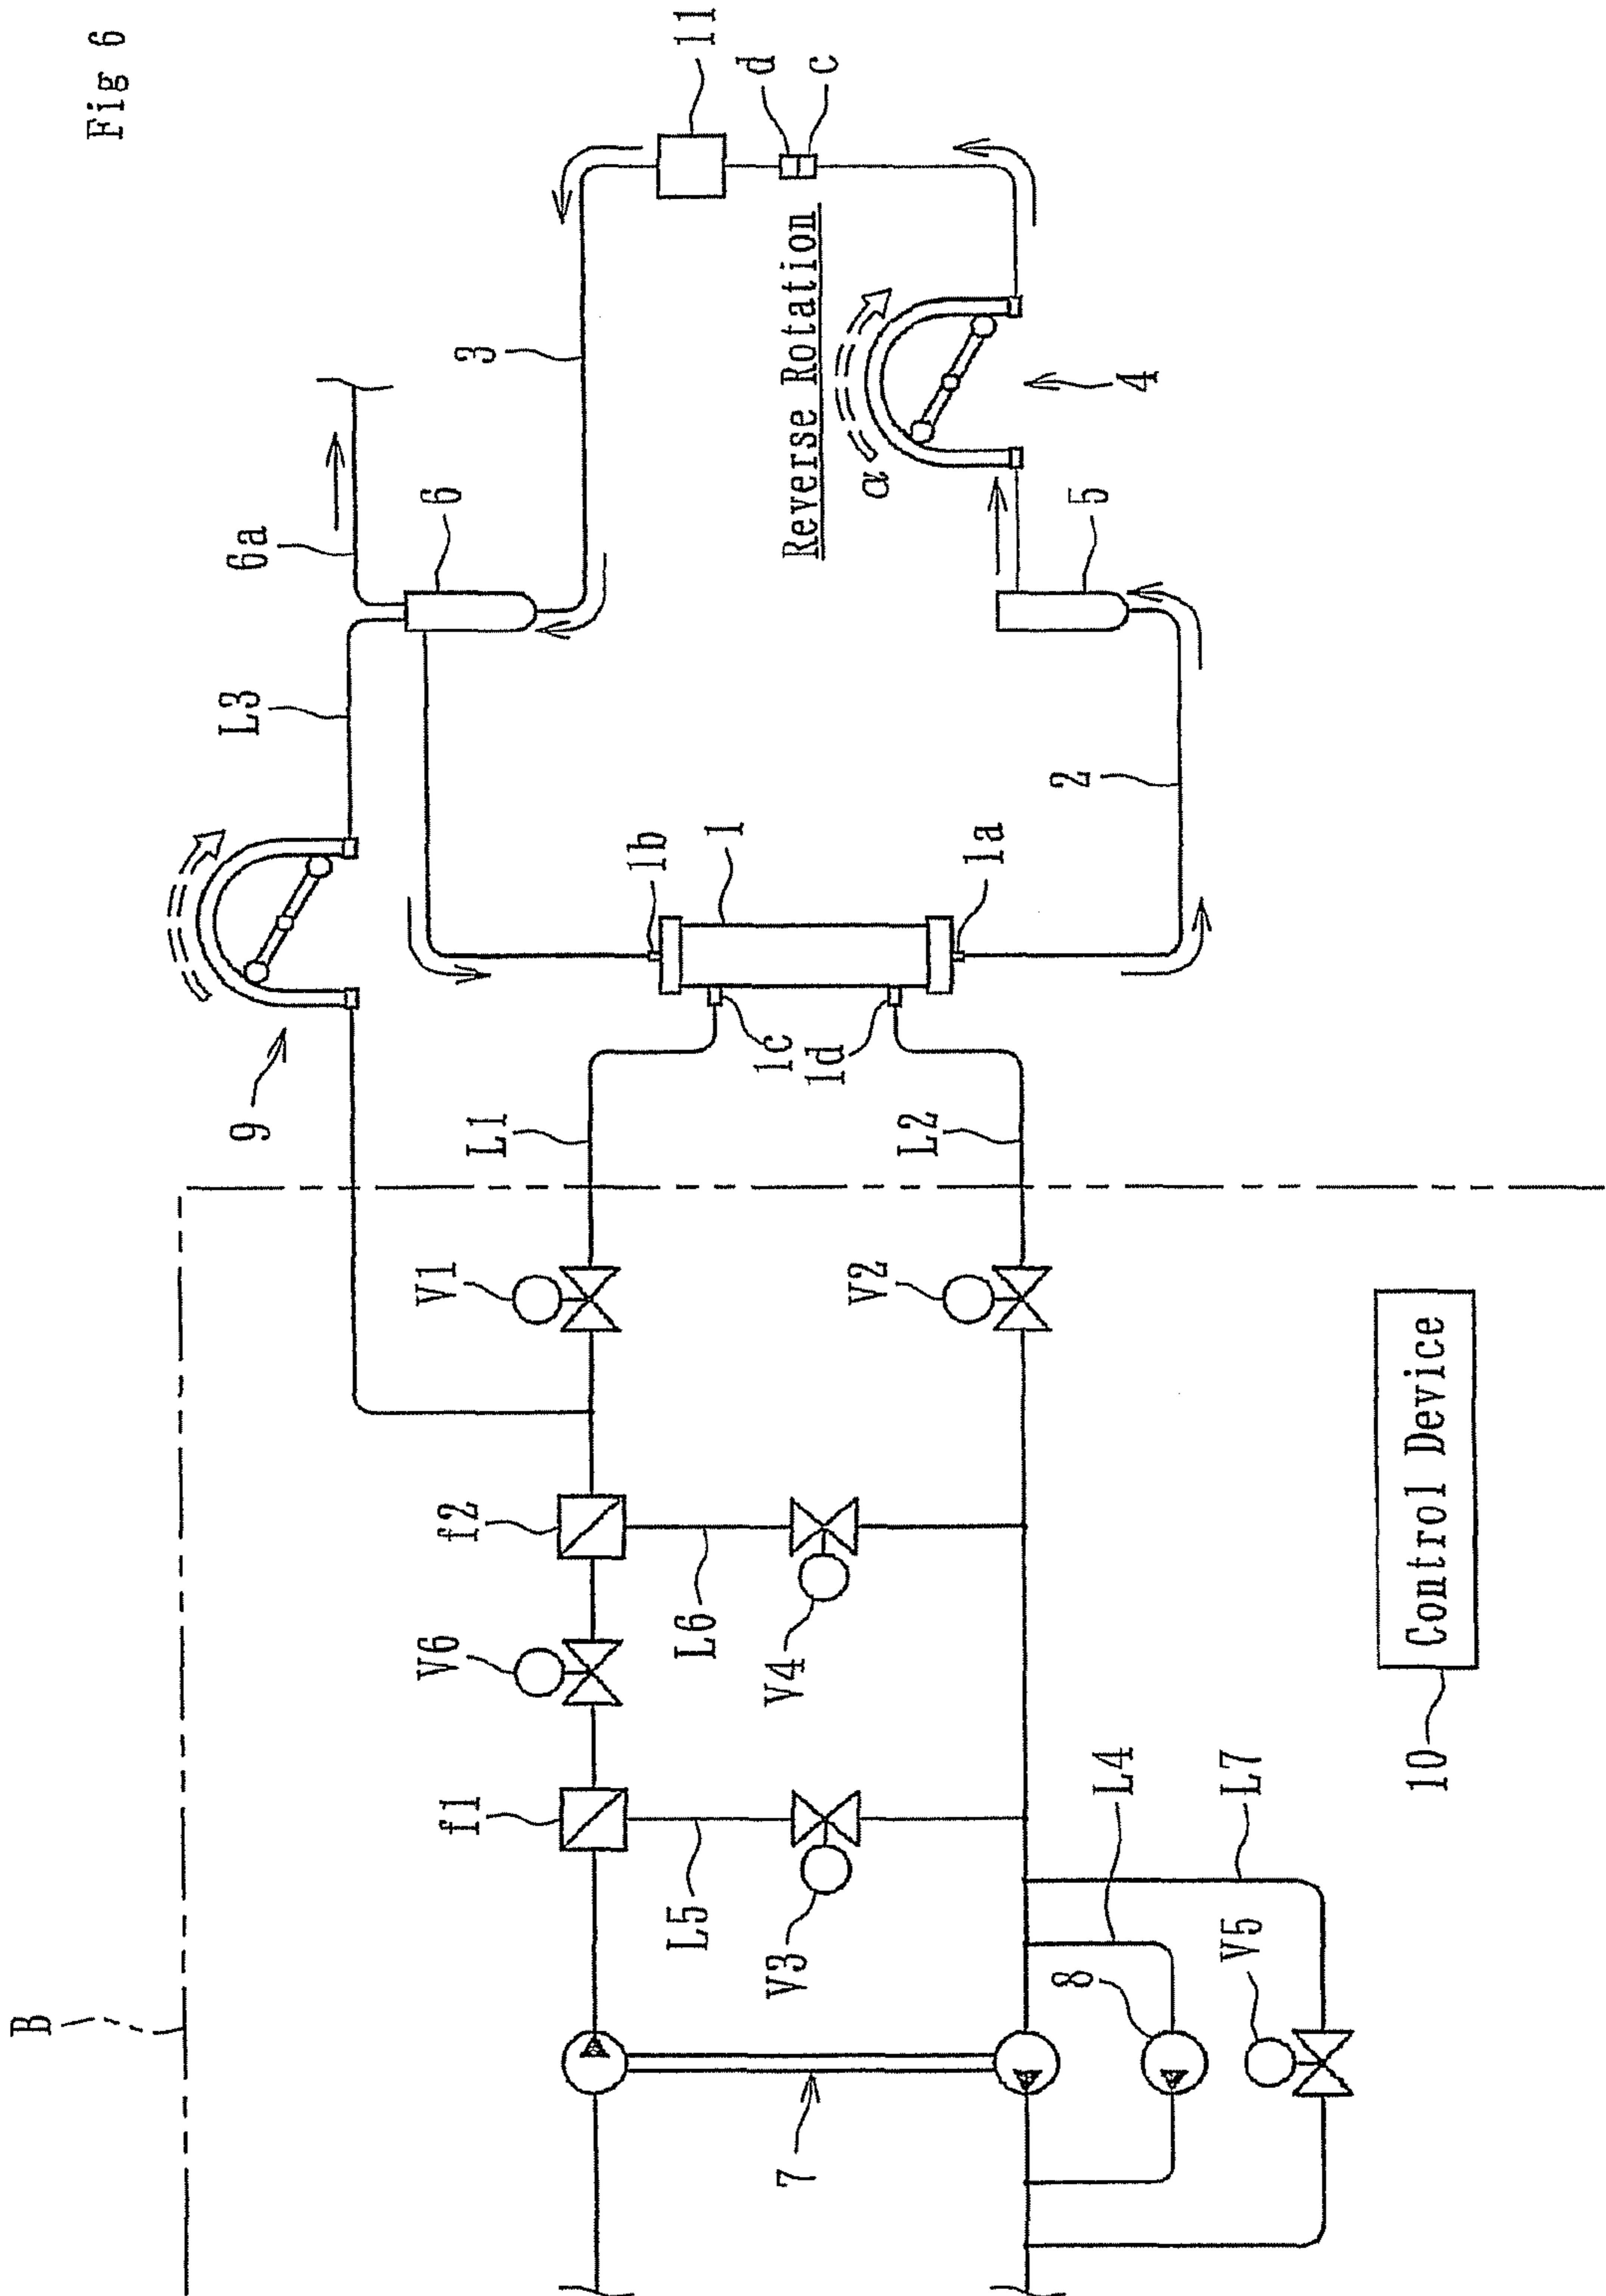 Fig 6
11
d
c
3
Reverse Rotation
4
α
6a
6
5
L3
2
1b
1
1a
9
1c
1d
L1
L2
V1
V2
Control Device
10
f2
L6
V4
V6
f1
L5
V3
L4
L7
8
V5
B
7